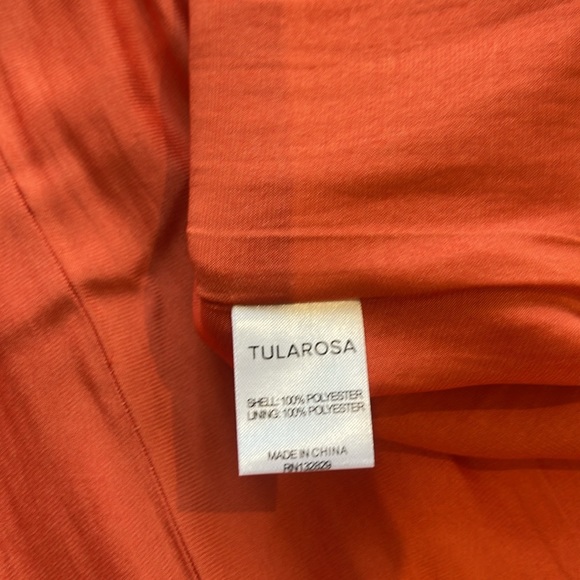 TULAROSA
SHELL: 100% POLYESTER
LINING: 100% POLYESTER
MADE IN CHINA
RN132829